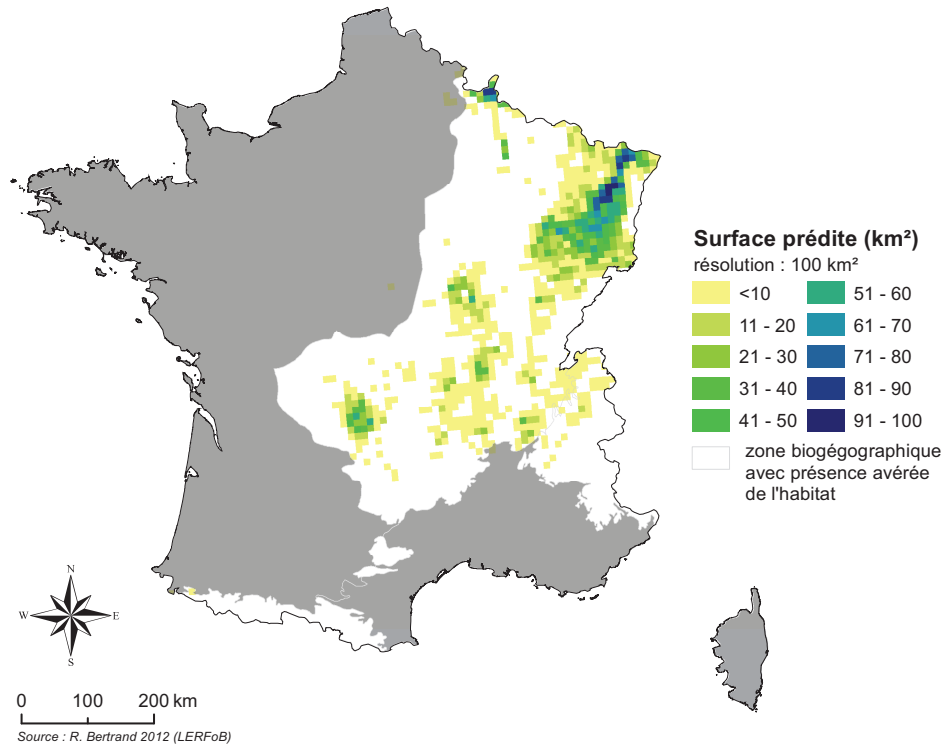 Surface prédite (km²)
résolution : 100 km²
<10
51 - 60
11 - 20
61 - 70
21 - 30
71 - 80
31 - 40
81 - 90
41 - 50
91 - 100
zone biogégographique
avec présence avérée
de l'habitat
N
W
E
S
0 100 200 km
Source : R. Bertrand 2012 (LERFoB)